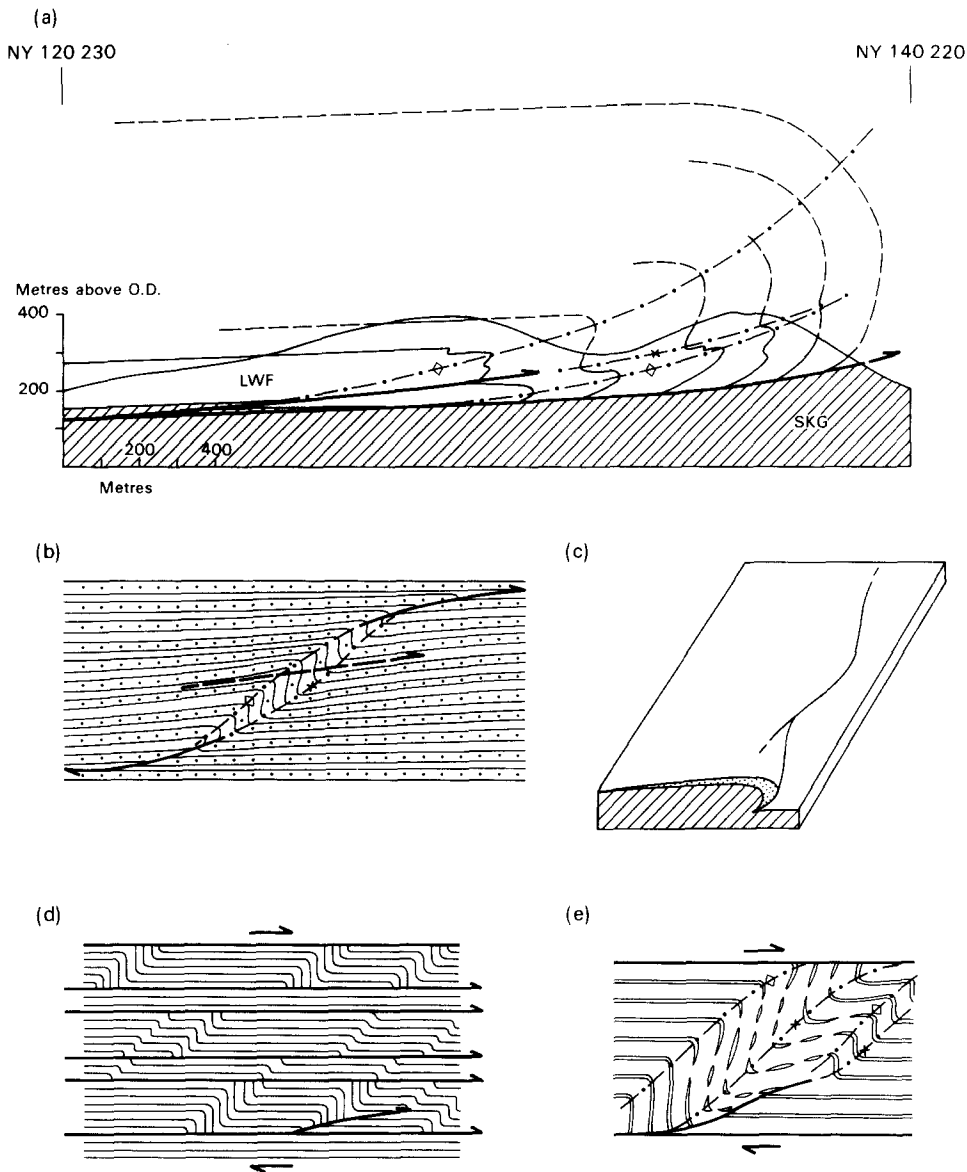 (a)
NY 120 230
NY 140 220
Metres above O.D.
400
200
LWF
SKG
200
400
Metres
(b)
(c)
(d)
(e)